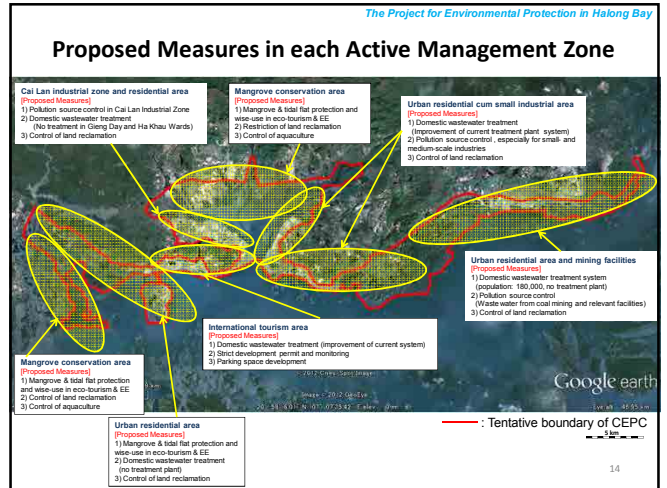 The Project for Environmental Protection in Halong Bay
Proposed Measures in each Active Management Zone
Cai Lan industrial zone and residential area
[Proposed Measures]
1) Pollution source control in Cai Lan Industrial Zone
2) Domestic wastewater treatment
(No treatment in Gieng Day and Ha Khau Wards)
3) Control of land reclamation
Mangrove conservation area
[Proposed Measures]
1) Mangrove & tidal flat protection and
wise-use in eco-tourism & EE
2) Restriction of land reclamation
3) Control of aquaculture
Urban residential cum small industrial area
[Proposed Measures]
1) Domestic wastewater treatment
(Improvement of current treatment plant system)
2) Pollution source control , especially for small- and
medium-scale industries
3) Control of land reclamation
Urban residential area and mining facilities
[Proposed Measures]
1) Domestic wastewater treatment system
(population: 180,000, no treatment plant)
2) Pollution source control
(Waste water from coal mining and relevant facilities)
3) Control of land reclamation
International tourism area
[Proposed Measures]
1) Domestic wastewater treatment (improvement of current system)
2) Strict development permit and monitoring
3) Parking space development
Mangrove conservation area
[Proposed Measures]
1) Mangrove & tidal flat protection
and wise-use in eco-tourism & EE
2) Control of land reclamation
3) Control of aquaculture
Urban residential area
[Proposed Measures]
1) Mangrove & tidal flat protection and
wise-use in eco-tourism & EE
2) Domestic wastewater treatment
(no treatment plant)
3) Control of land reclamation
Google earth
: Tentative boundary of CEPC
5 km
14